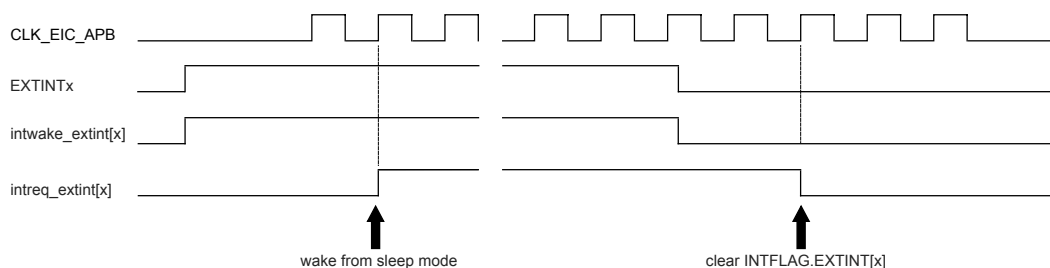 CLK_EIC_APB
EXTINTx
intwake_extint[x]
intreq_extint[x]
wake from sleep mode
clear INTFLAG.EXTINT[x]